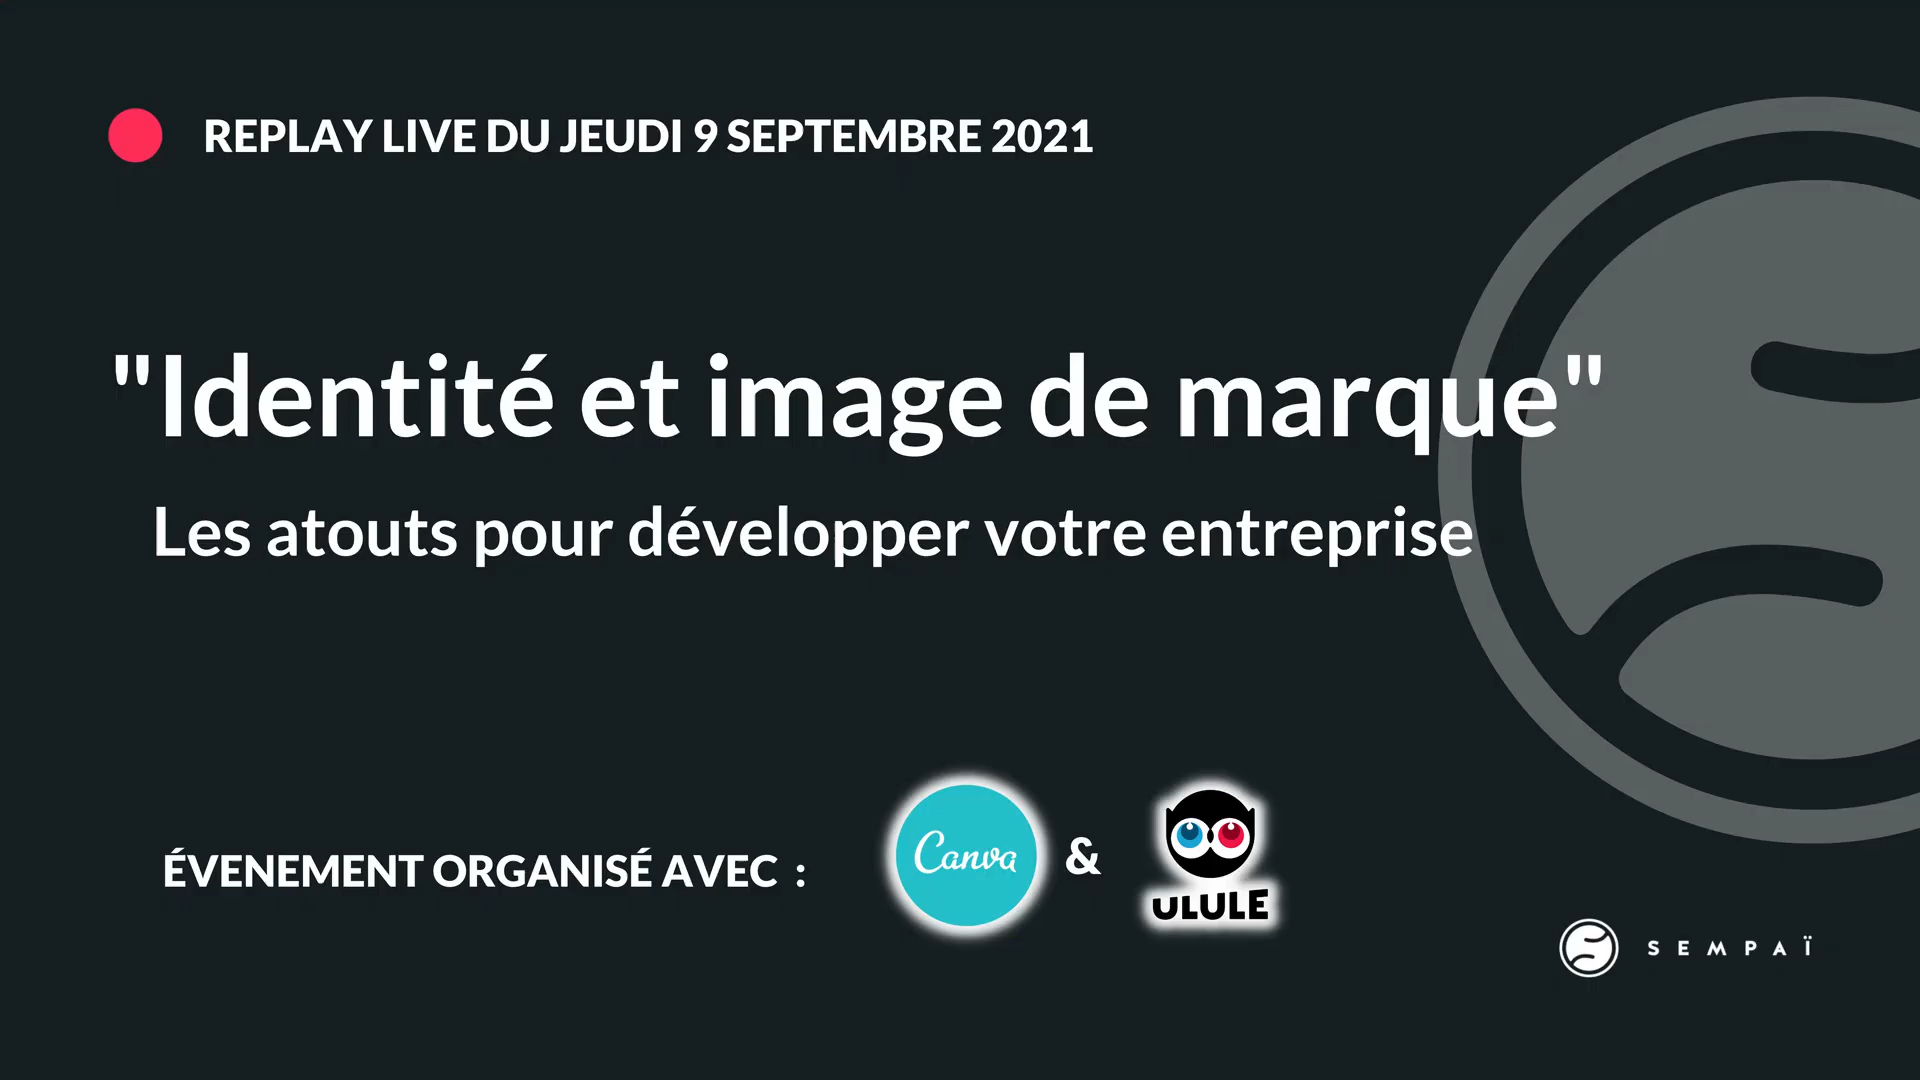 REPLAY LIVE DU JEUDI 9 SEPTEMBRE 2021
"Identité et image de marque"
Les atouts pour développer votre entreprise
ÉVENEMENT ORGANISÉ AVEC :
Canva
&
ULULE
SEMPAÏ